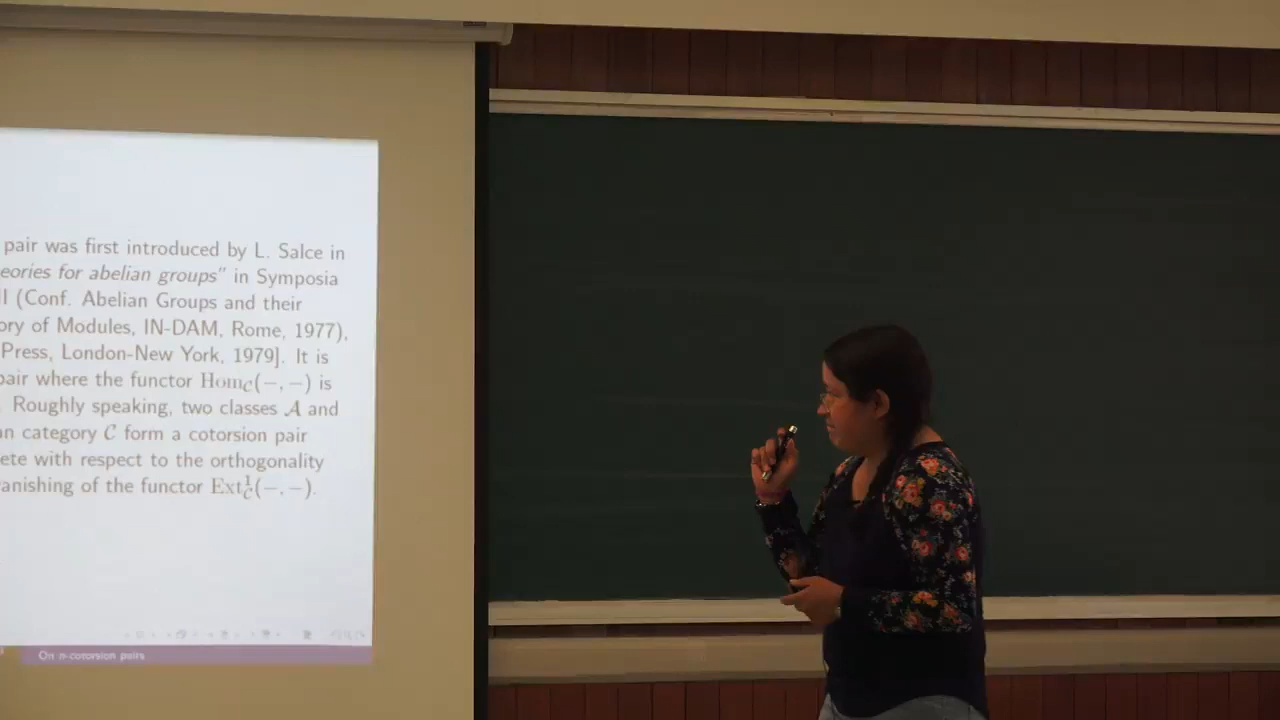 pair was first introduced by L. Salce in
eories for abelian groups" in Symposia
II (Conf. Abelian Groups and their
ory of Modules, IN-DAM, Rome, 1977),
Press, London-New York, 1979]. It is
pair where the functor Hom_C(−, −) is
. Roughly speaking, two classes 𝒜 and
an category 𝒞 form a cotorsion pair
ete with respect to the orthogonality
anishing of the functor Ext¹_C(−, −).
On n-cotorsion pairs